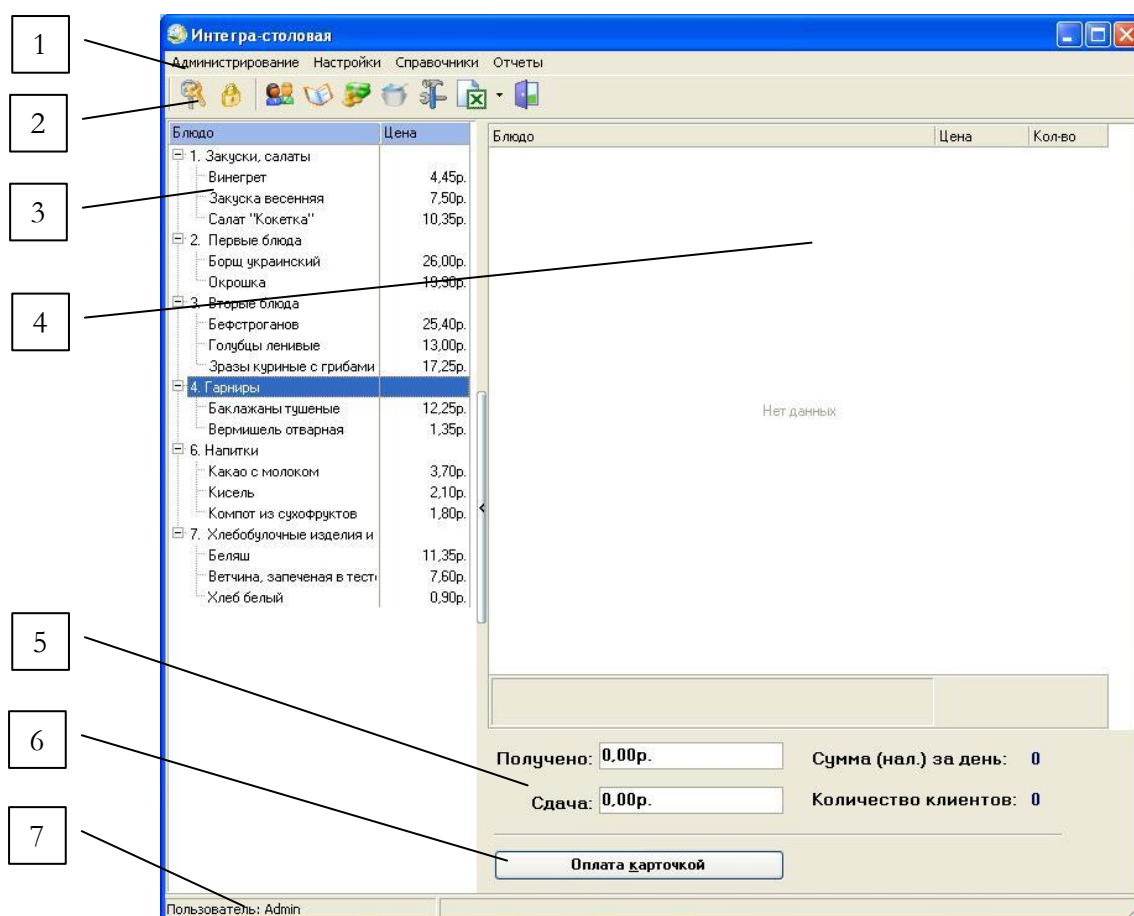 Интегра-столовая
1
Администрирование Настройки Справочники Отчеты
2
Блюдо Цена
Блюдо Цена Кол-во
1. Закуски, салаты
Винегрет 4,45р.
3
Закуска весенняя 7,50р.
Салат "Кокетка" 10,35р.
2. Первые блюда
Борщ украинский 26,00р.
Окрошка 19,90р.
3. Вторые блюда
4
Бефстроганов 25,40р.
Голубцы ленивые 13,00р.
Зразы куриные с грибами 17,25р.
4. Гарниры
Баклажаны тушеные 12,25р.
Нет данных
Вермишель отварная 1,35р.
6. Напитки
Какао с молоком 3,70р.
Кисель 2,10р.
Компот из сухофруктов 1,80р.
7. Хлебобулочные изделия и
Беляш 11,35р.
Ветчина, запеченая в тест
7,60р.
Хлеб белый 0,90р.
5
6
Получено: 0,00р. Сумма (нал.) за день: 0
Сдача: 0,00р. Количество клиентов: 0
7
Оплата карточкой
Пользователь: Admin